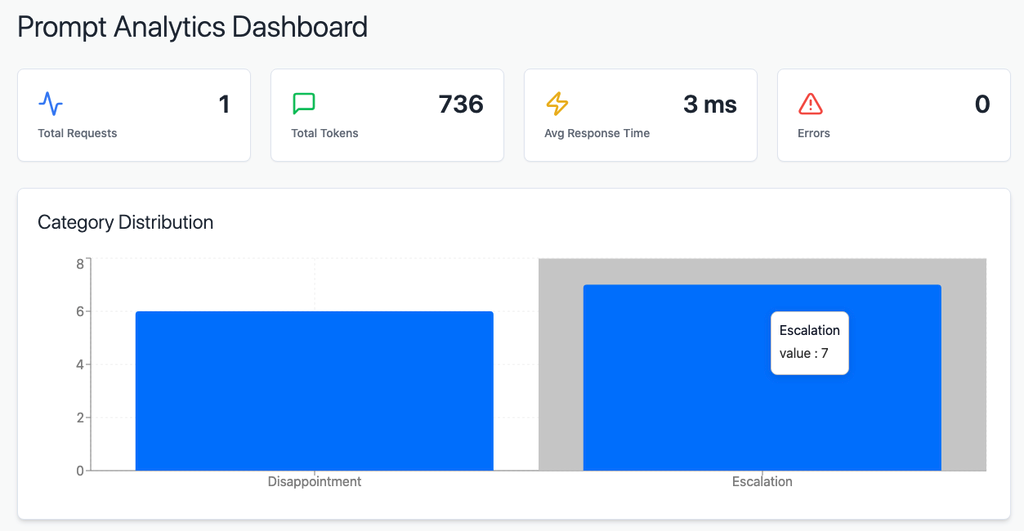 Prompt Analytics Dashboard
1
Total Requests
736
Total Tokens
3 ms
Avg Response Time
0
Errors
Category Distribution
8
6
4
2
0
Escalation
value : 7
Disappointment
Escalation